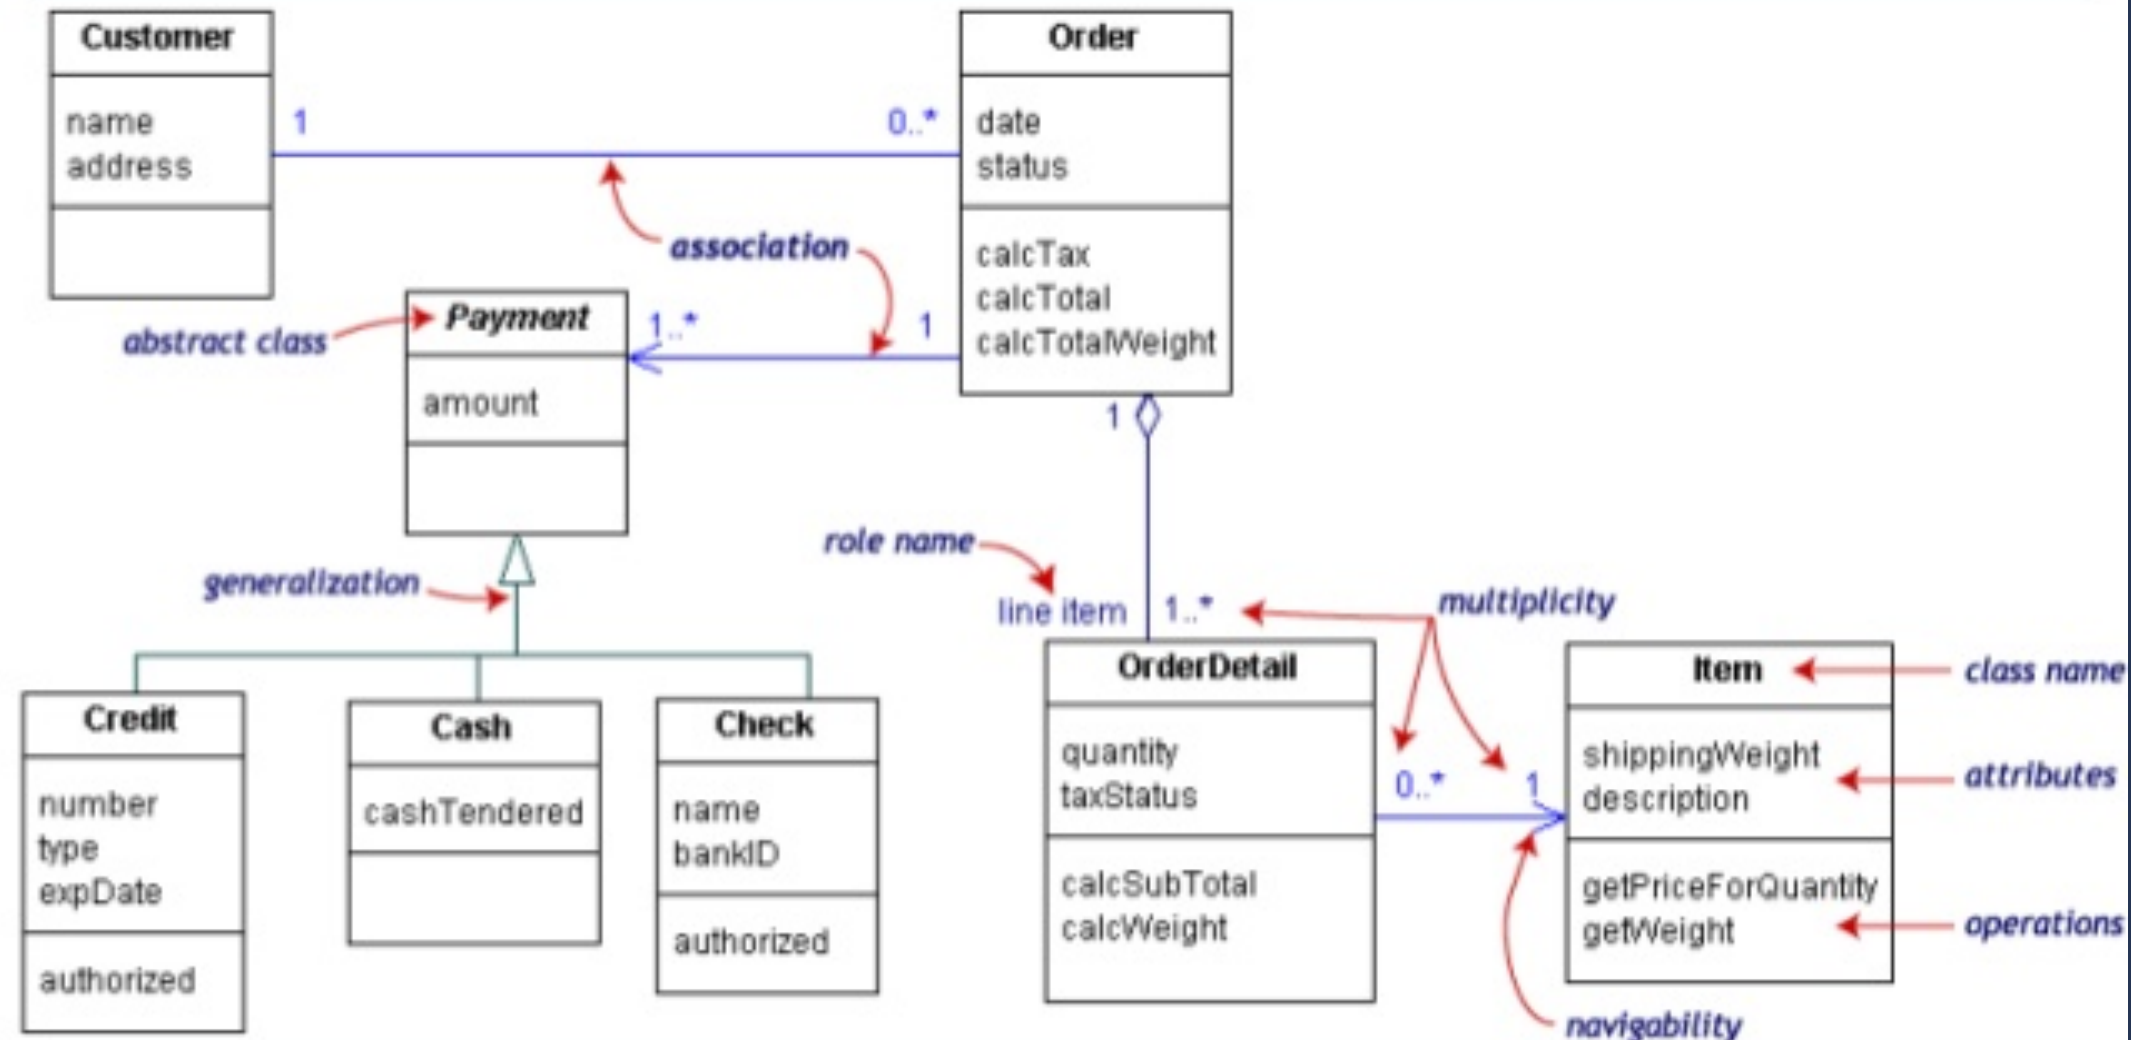 Customer
name
address
1
0..*
Order
date
status
calcTax
calcTotal
calcTotalWeight
association
abstract class
Payment
amount
1..*
1
1
role name
line item
1..*
multiplicity
generalization
Credit
number
type
expDate
authorized
Cash
cashTendered
Check
name
bankID
authorized
OrderDetail
quantity
taxStatus
calcSubTotal
calcWeight
0..*
1
Item
shippingWeight
description
getPriceForQuantity
getWeight
class name
attributes
operations
navigability